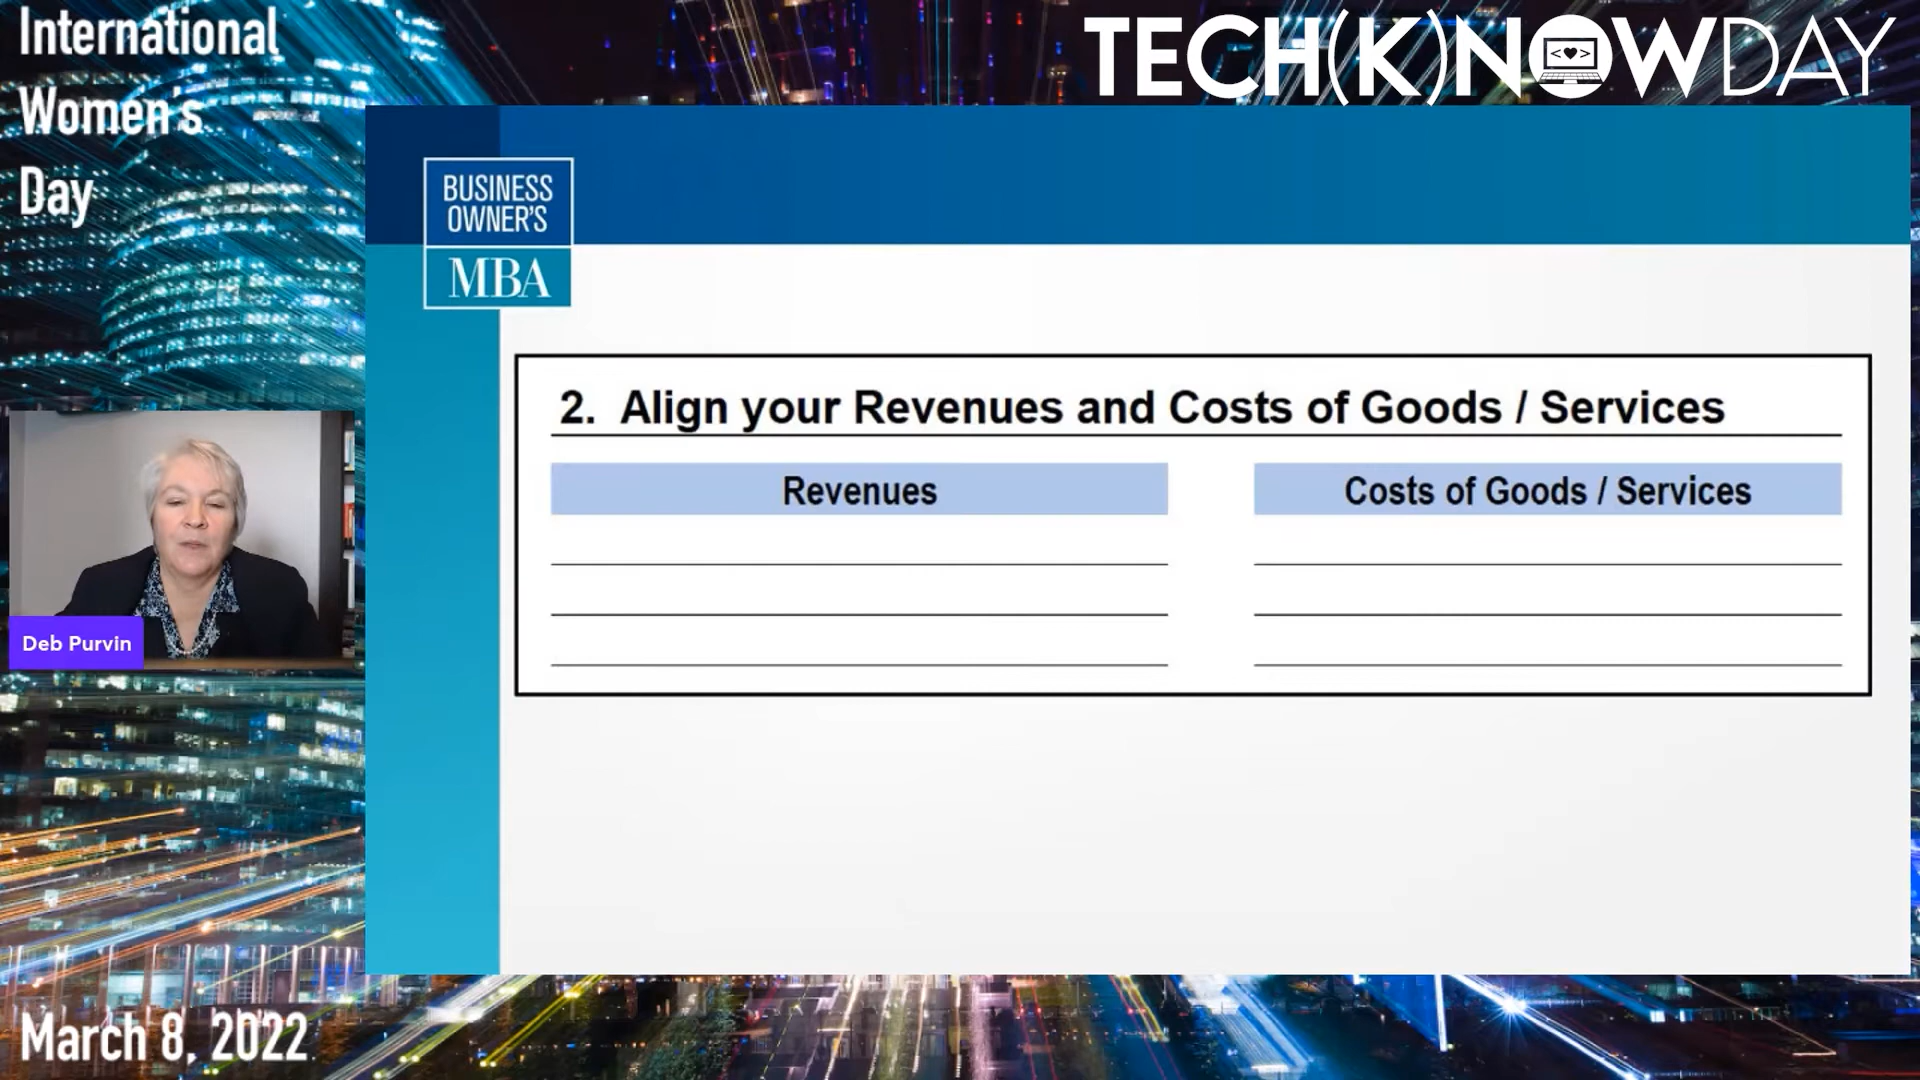 International
Women's
Day
TECH(K)NOWDAY
<♥>
BUSINESS
OWNER'S
MBA
2. Align your Revenues and Costs of Goods / Services
Revenues
Costs of Goods / Services
Deb Purvin
March 8, 2022